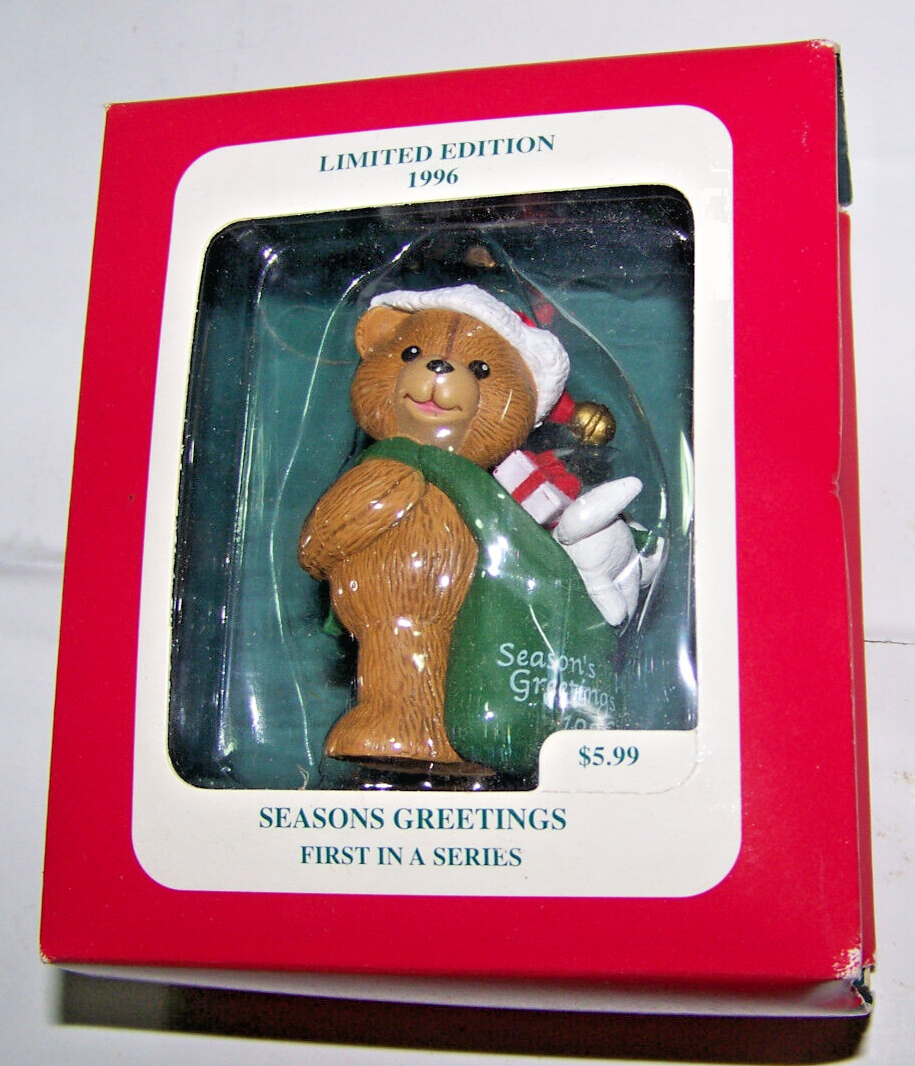 LIMITED EDITION
1996
Season's
Greetings
$5.99
SEASONS GREETINGS
FIRST IN A SERIES